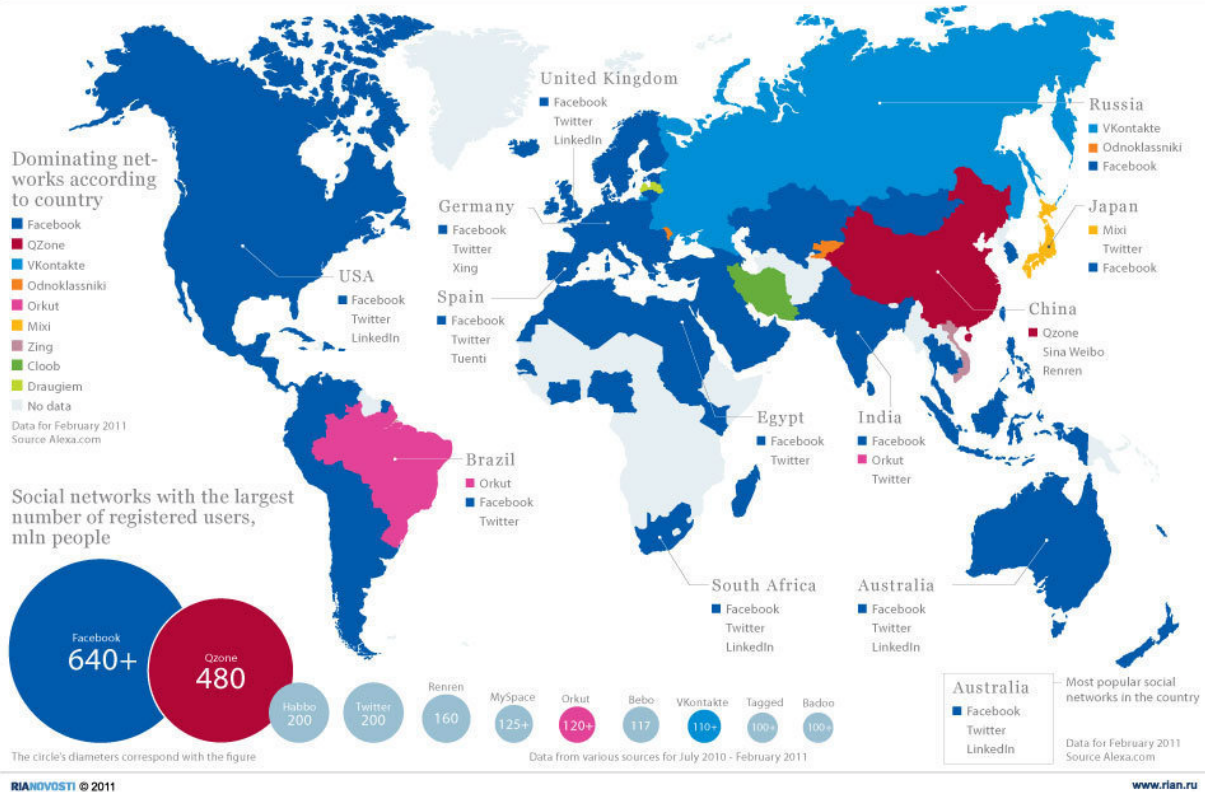 United Kingdom
Facebook
Twitter
LinkedIn
Russia
VKontakte
Odnoklassniki
Facebook
Dominating net-
works according
to country
Facebook
QZone
VKontakte
Odnoklassniki
Orkut
Mixi
Zing
Cloob
Draugiem
No data
Data for February 2011
Source Alexa.com
Germany
Facebook
Twitter
Xing
Japan
Mixi
Twitter
Facebook
USA
Facebook
Twitter
LinkedIn
Spain
Facebook
Twitter
Tuenti
China
Qzone
Sina Weibo
Renren
Egypt
Facebook
Twitter
India
Facebook
Orkut
Twitter
Brazil
Orkut
Facebook
Twitter
South Africa
Facebook
Twitter
LinkedIn
Australia
Facebook
Twitter
LinkedIn
Social networks with the largest
number of registered users,
mln people
Facebook
640+
Qzone
480
Habbo
200
Twitter
200
Renren
160
MySpace
125+
Orkut
120+
Bebo
117
VKontakte
110+
Tagged
100+
Badoo
100+
Australia
Facebook
Twitter
LinkedIn
Most popular social
networks in the country
Data for February 2011
Source Alexa.com
The circle's diameters correspond with the figure
Data from various sources for July 2010 - February 2011
RIANOVOSTI © 2011
www.rian.ru